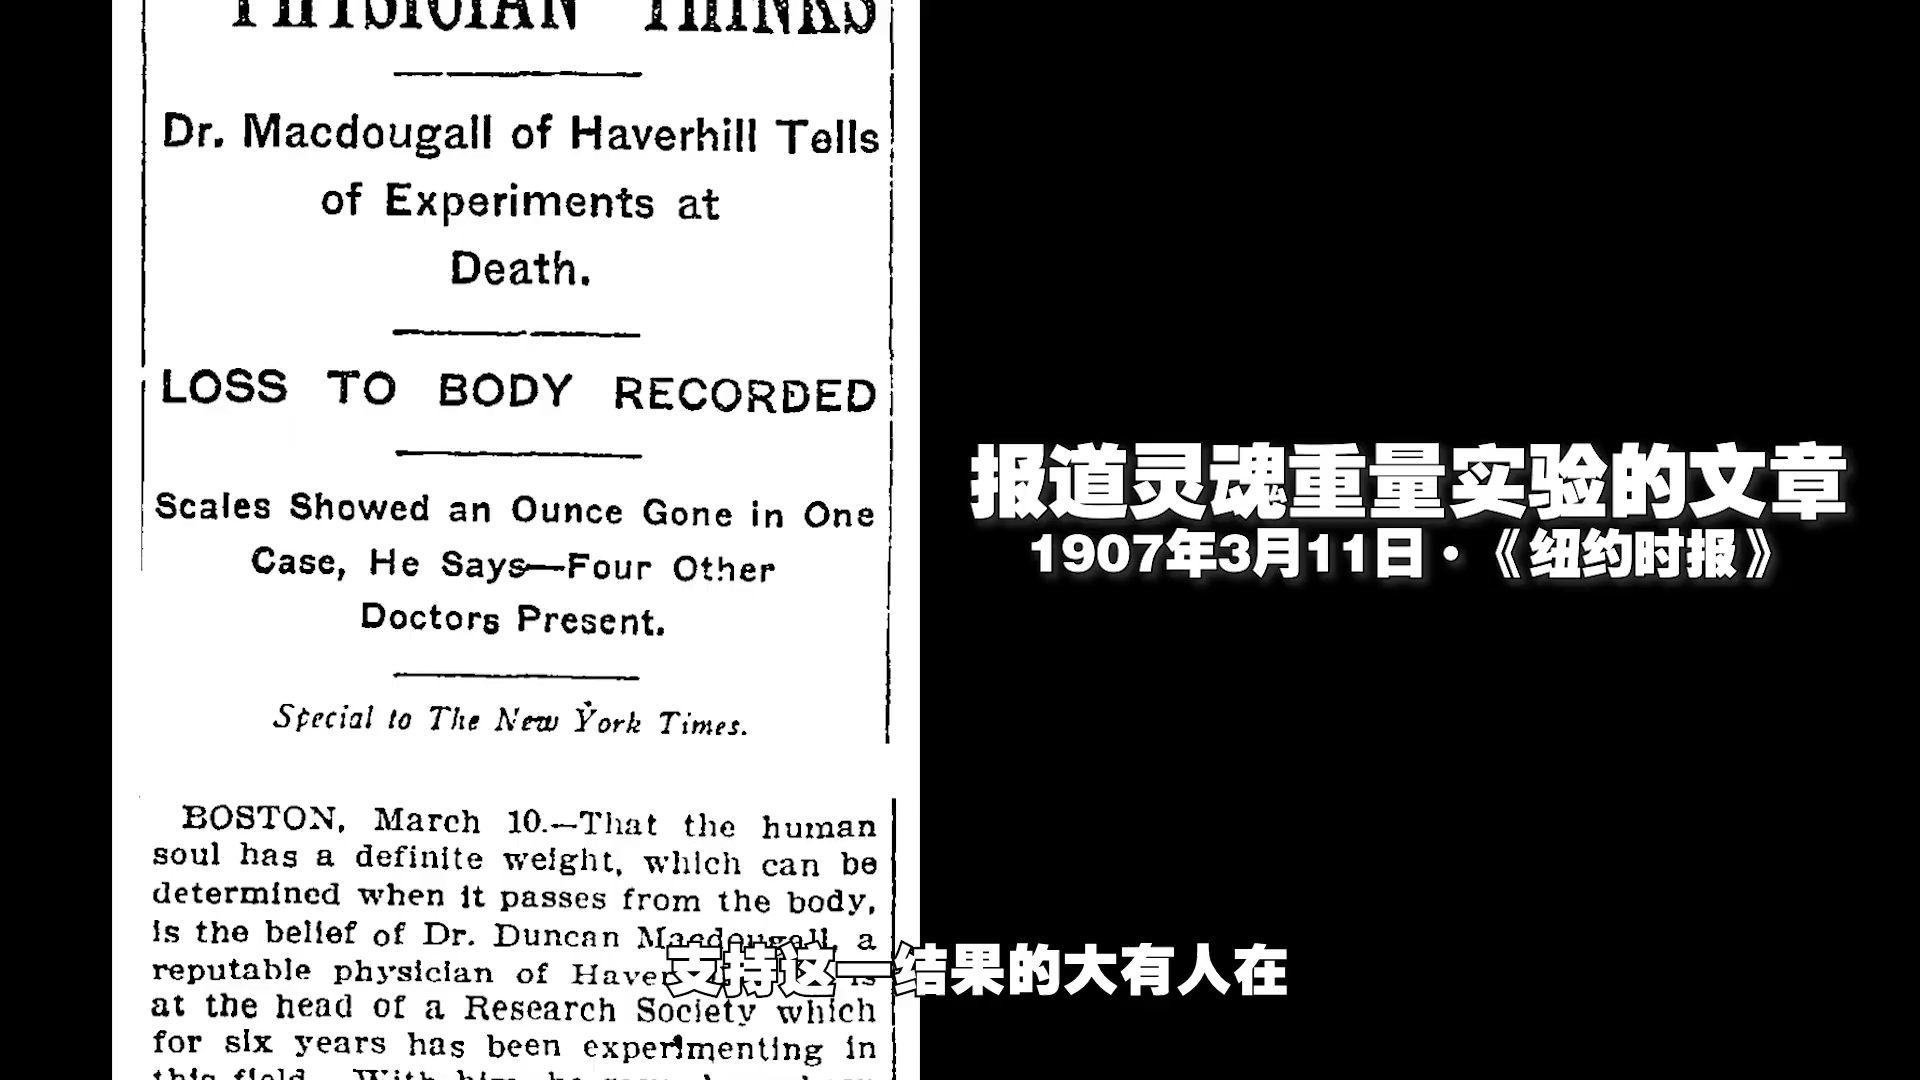 PHYSICIAN THINKS
Dr. Macdougall of Haverhill Tells
of Experiments at
Death.
LOSS TO BODY RECORDED
Scales Showed an Ounce Gone in One
Case, He Says—Four Other
Doctors Present.
Special to The New York Times.
BOSTON, March 10.—That the human
soul has a definite weight, which can be
determined when it passes from the body,
is the belief of Dr. Duncan Macdougall, a
reputable physician of
at the head of a Research Society which
for six years has been experimenting in
this field. With him
报道灵魂重量实验的文章
1907年3月11日·《纽约时报》
支持这一结果的大有人在